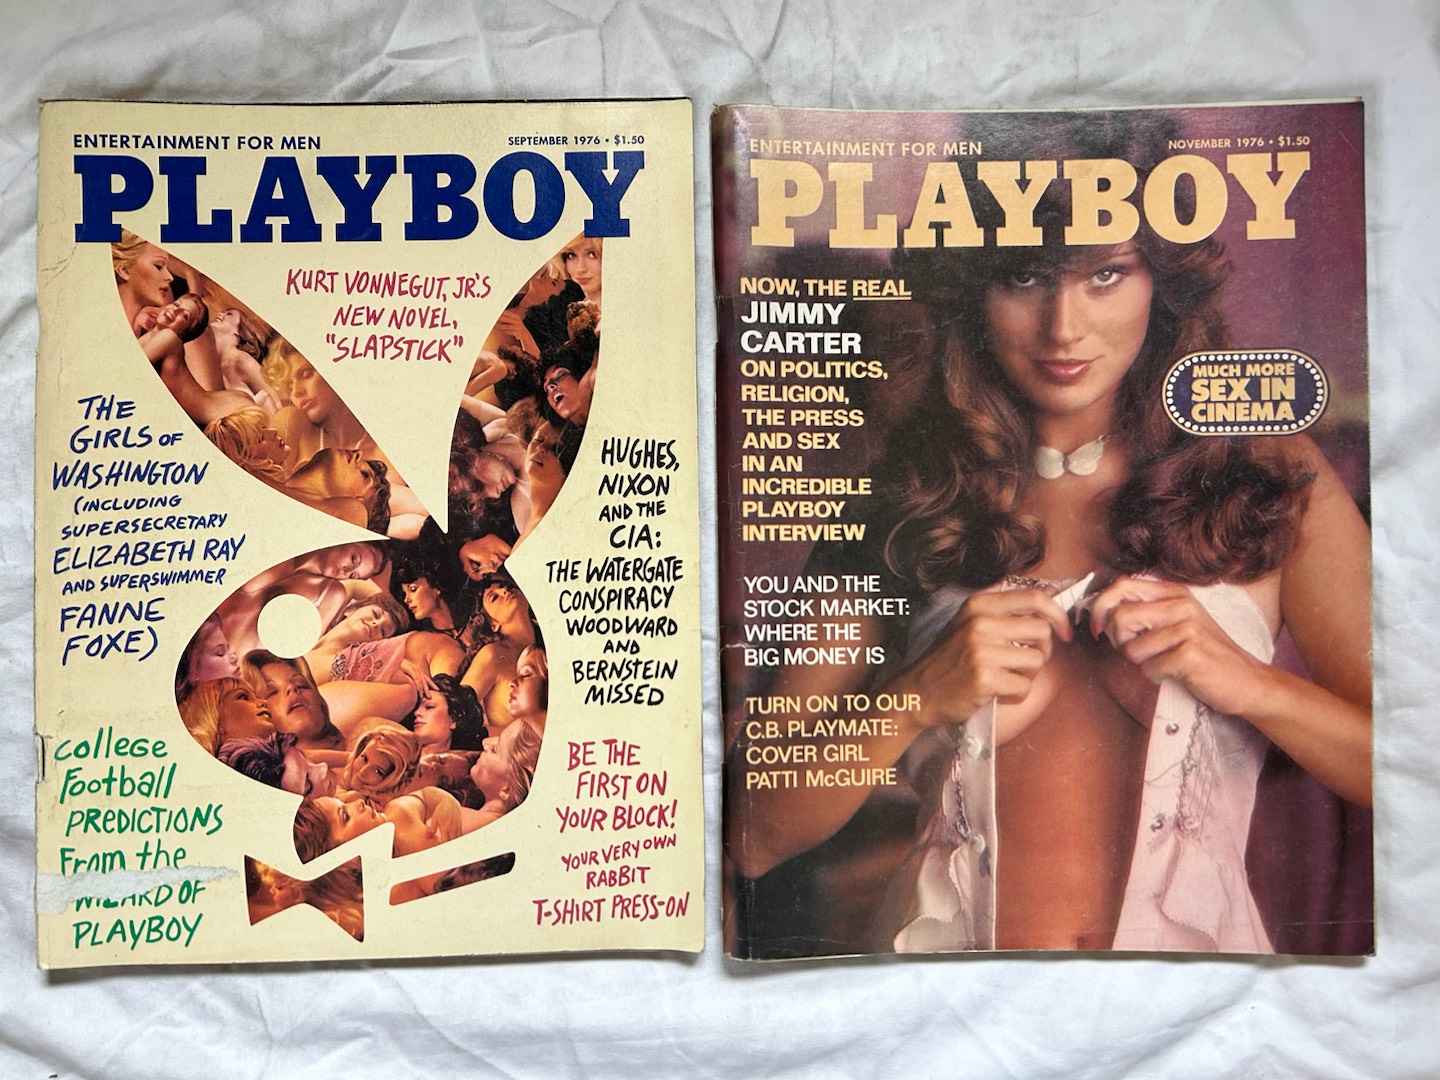 ENTERTAINMENT FOR MEN
SEPTEMBER 1976 • $1.50
PLAYBOY
KURT VONNEGUT, JR.'S
NEW NOVEL,
"SLAPSTICK"
THE
GIRLS OF
WASHINGTON
(INCLUDING
SUPERSECRETARY
ELIZABETH RAY
AND SUPERSWIMMER
FANNE
FOXE)
HUGHES,
NIXON
AND THE
CIA:
THE WATERGATE
CONSPIRACY
WOODWARD
AND
BERNSTEIN
MISSED
COLLEGE
FOOTBALL
PREDICTIONS
FROM THE
WIZARD OF
PLAYBOY
BE THE
FIRST ON
YOUR BLOCK!
YOUR VERY OWN
RABBIT
T-SHIRT PRESS-ON
ENTERTAINMENT FOR MEN
NOVEMBER 1976 • $1.50
PLAYBOY
NOW, THE REAL
JIMMY
CARTER
ON POLITICS,
RELIGION,
THE PRESS
AND SEX
IN AN
INCREDIBLE
PLAYBOY
INTERVIEW
MUCH MORE
SEX IN
CINEMA
YOU AND THE
STOCK MARKET:
WHERE THE
BIG MONEY IS
TURN ON TO OUR
C.B. PLAYMATE:
COVER GIRL
PATTI McGUIRE